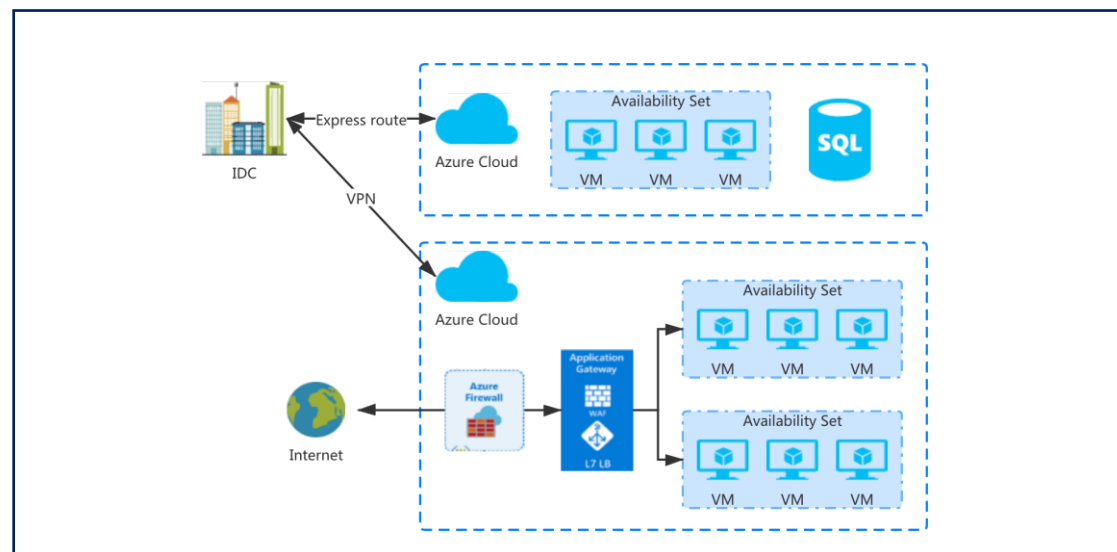 Availability Set
Express route
SQL
Azure Cloud
VM VM VM
IDC
VPN
Azure Cloud
Availability Set
VM VM VM
Application
Gateway
WAF
L7 LB
Azure
Firewall
Internet
Availability Set
VM VM VM